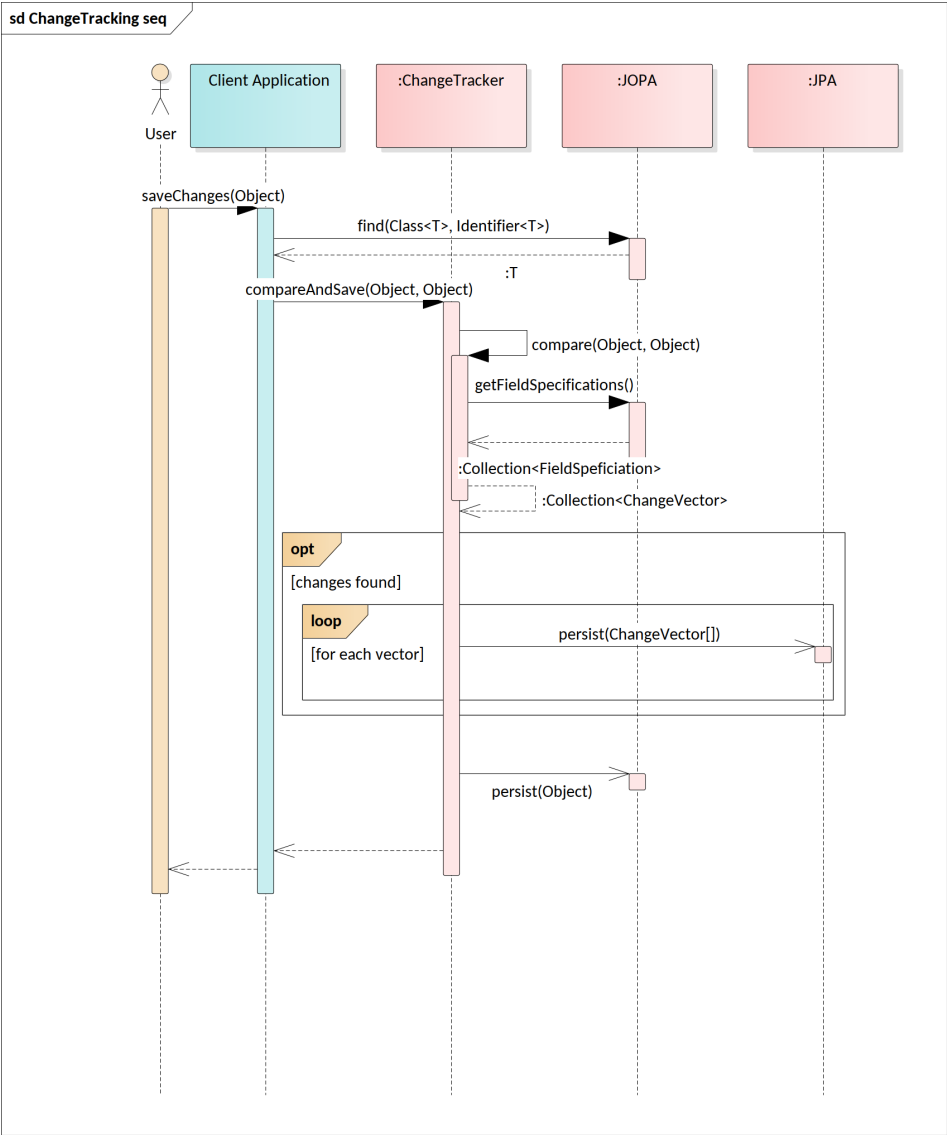 sd ChangeTracking seq
User
Client Application
:ChangeTracker
:JOPA
:JPA
saveChanges(Object)
find(Class<T>, Identifier<T>)
:T
compareAndSave(Object, Object)
compare(Object, Object)
getFieldSpecifications()
:Collection<FieldSpeficiation>
:Collection<ChangeVector>
opt
[changes found]
loop
persist(ChangeVector[])
[for each vector]
persist(Object)